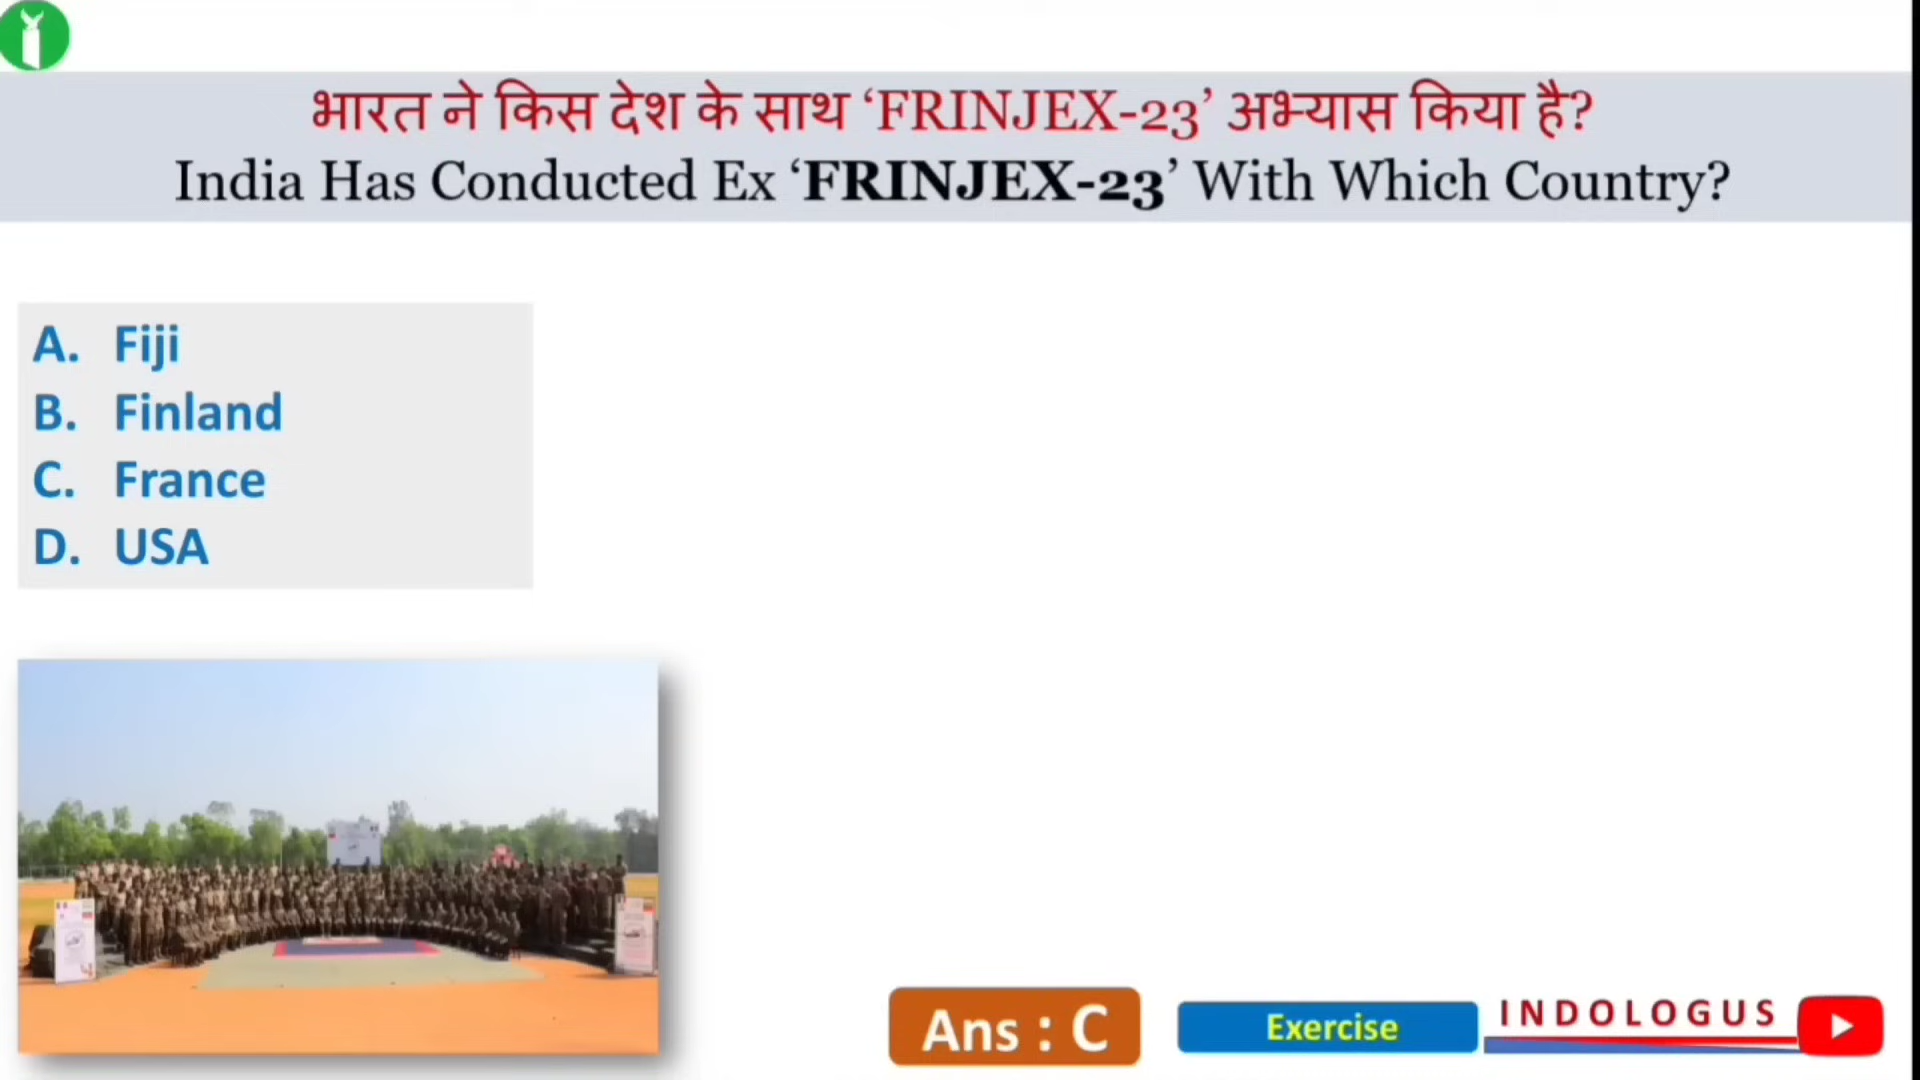 भारत ने किस देश के साथ ‘FRINJEX-23’ अभ्यास किया है?
India Has Conducted Ex ‘FRINJEX-23’ With Which Country?
A. Fiji
B. Finland
C. France
D. USA
Ans : C
Exercise
INDOLOGUS